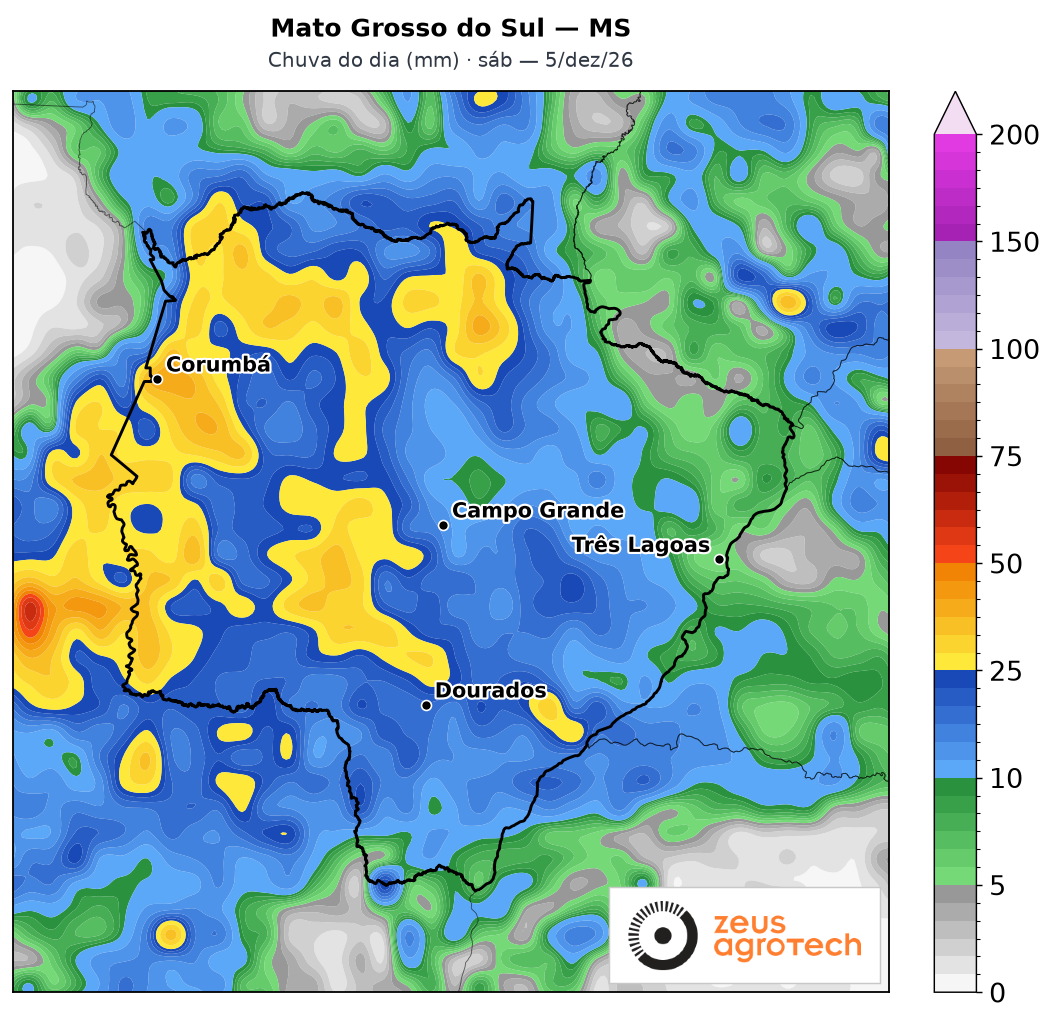 Mato Grosso do Sul — MS
Chuva do dia (mm) · sáb — 5/dez/26
200
150
100
75
50
25
10
5
0
Corumbá
Campo Grande
Três Lagoas
Dourados
zeus
agrotech